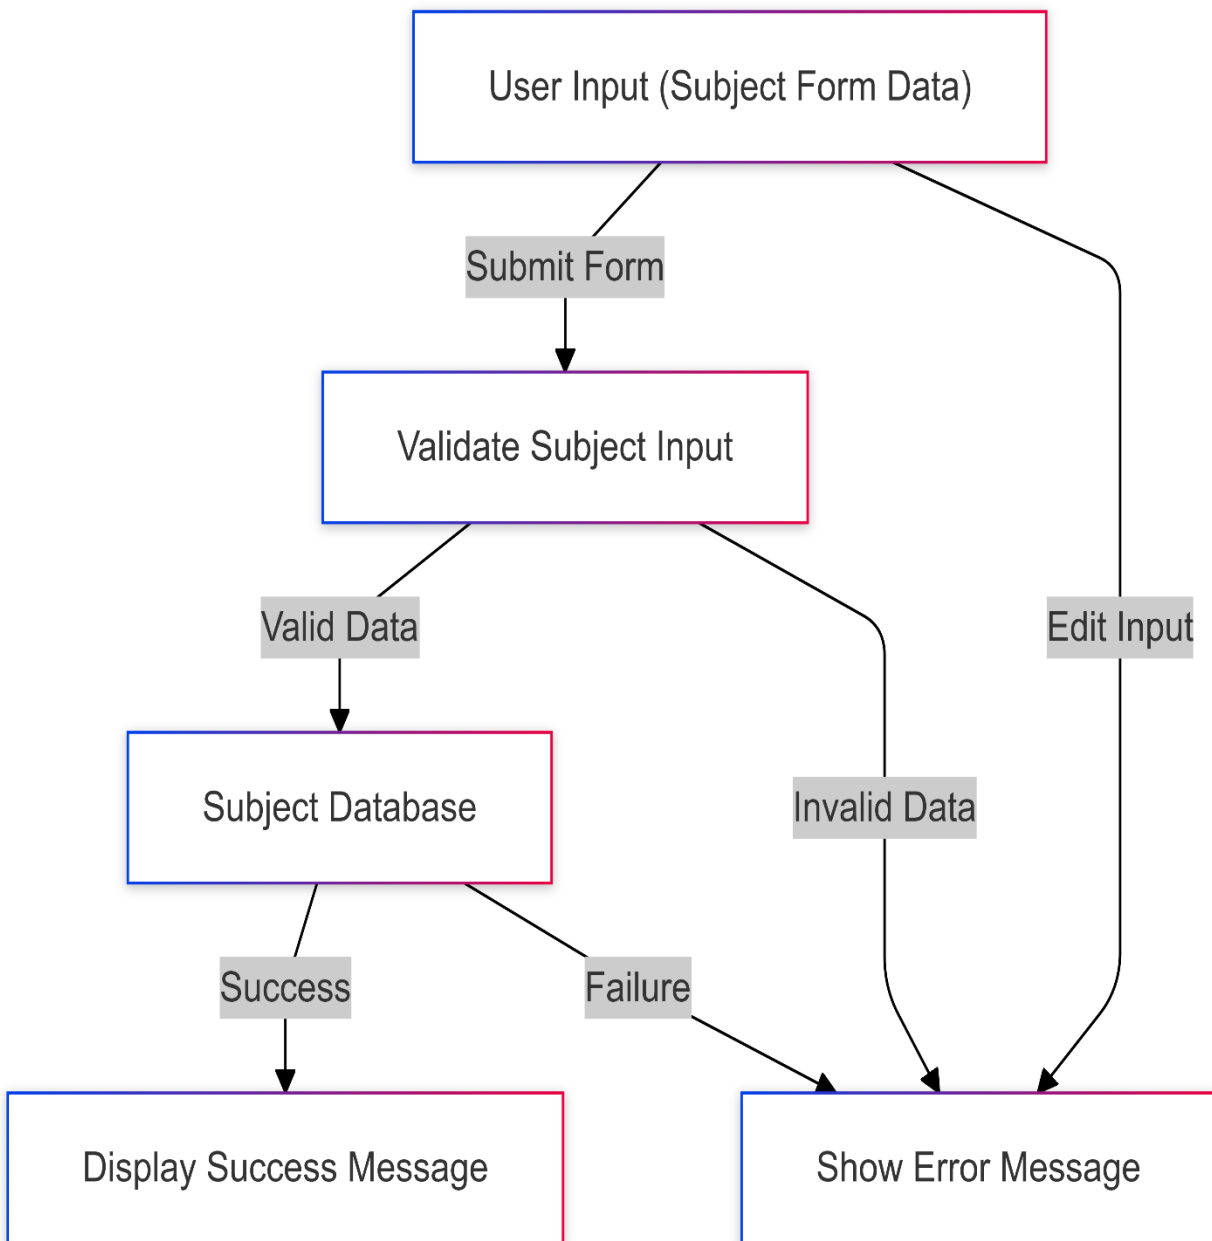 User Input (Subject Form Data)
Submit Form
Validate Subject Input
Valid Data
Edit Input
Subject Database
Invalid Data
Success
Failure
Display Success Message
Show Error Message